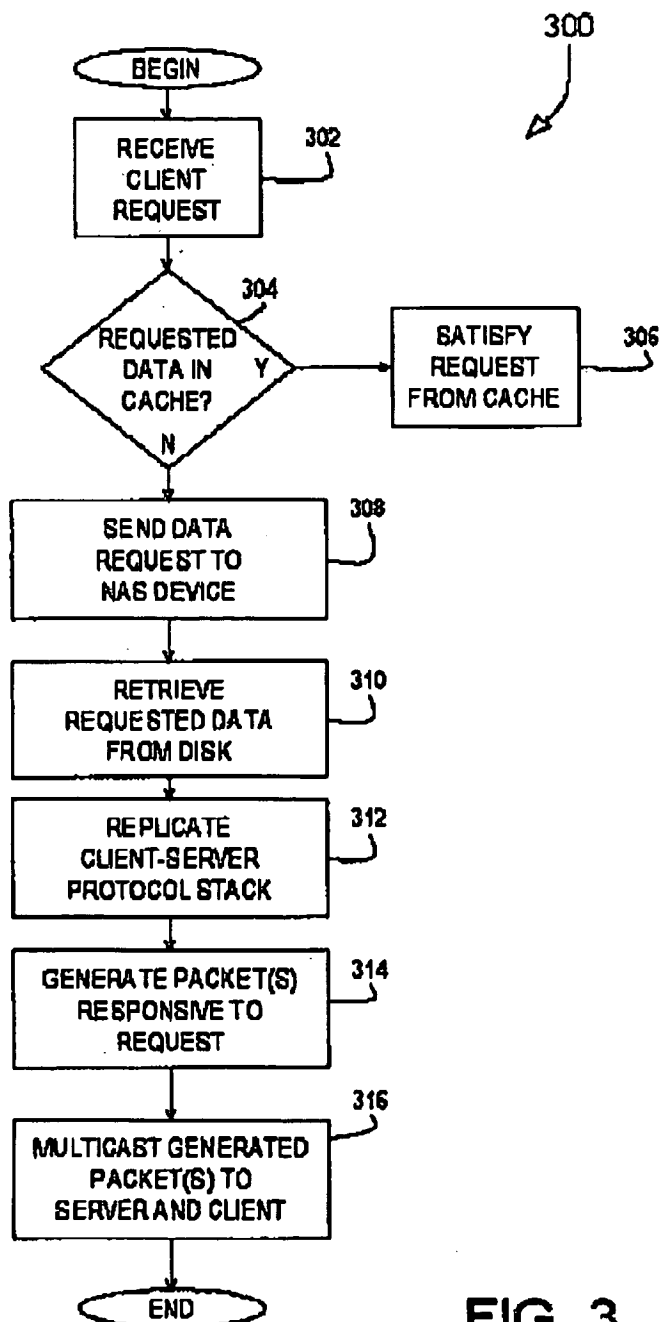 300
BEGIN
RECEIVE
CLIENT
REQUEST
302
304
REQUESTED
DATA IN
CACHE?
Y
N
SATISFY
REQUEST
FROM CACHE
306
SEND DATA
REQUEST TO
NAS DEVICE
308
RETRIEVE
REQUESTED DATA
FROM DISK
310
REPLICATE
CLIENT-SERVER
PROTOCOL STACK
312
GENERATE PACKET(S)
RESPONSIVE TO
REQUEST
314
MULTICAST GENERATED
PACKET(S) TO
SERVER AND CLIENT
316
END
FIG. 3